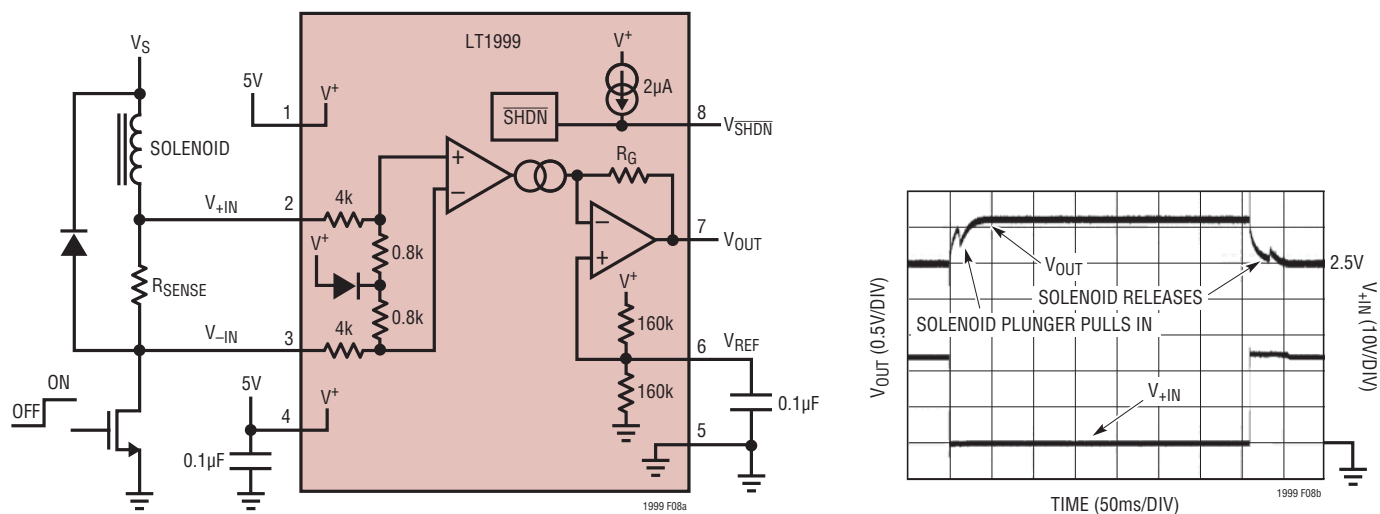 LT1999
V_S
5V
V⁺
1
SOLENOID
V_{+IN}
2
4k
V⁺
0.8k
0.8k
R_SENSE
V_{–IN}
3
4k
ON
OFF
5V
V⁺
4
0.1µF
V⁺
2µA
SHDN
8
V_SHDN
R_G
+
–
–
+
7
V_OUT
V⁺
160k
160k
6
V_REF
0.1µF
5
1999 F08a
V_OUT (0.5V/DIV)
V_OUT
2.5V
SOLENOID RELEASES
SOLENOID PLUNGER PULLS IN
V_{+IN}
V_{+IN} (10V/DIV)
TIME (50ms/DIV)
1999 F08b